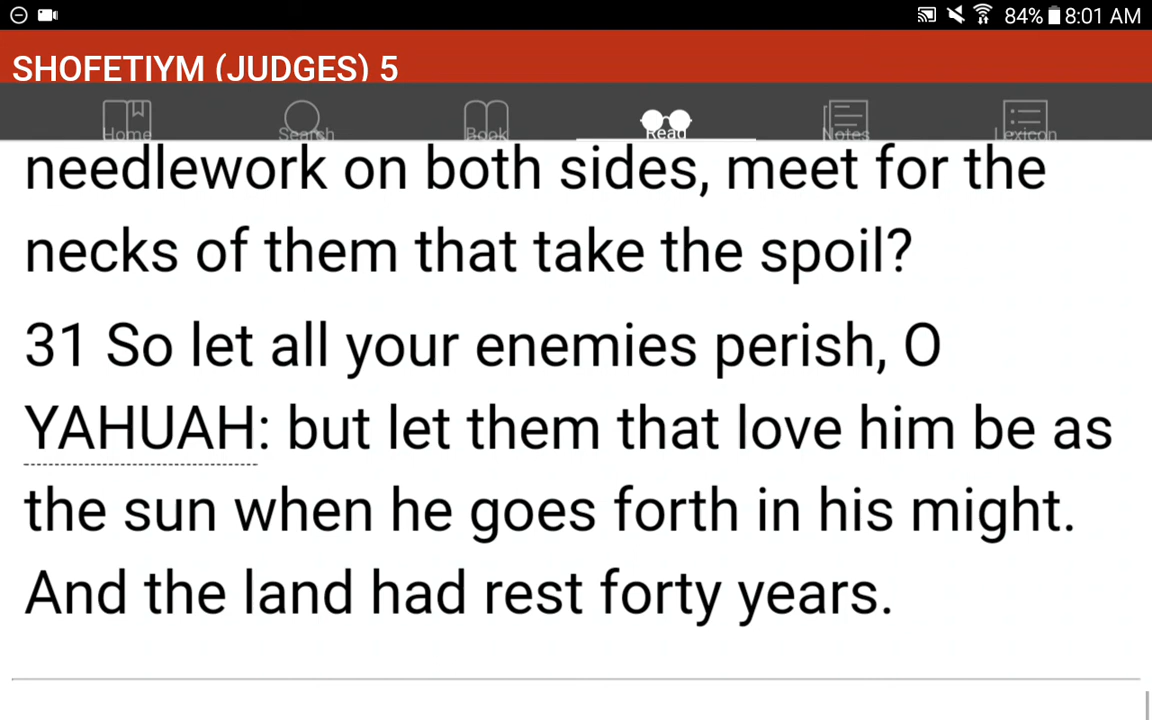 84% 8:01 AM
SHOFETIYM (JUDGES) 5
Home Search Book Read Notes Lexicon
needlework on both sides, meet for the
necks of them that take the spoil?
31 So let all your enemies perish, O
YAHUAH: but let them that love him be as
the sun when he goes forth in his might.
And the land had rest forty years.